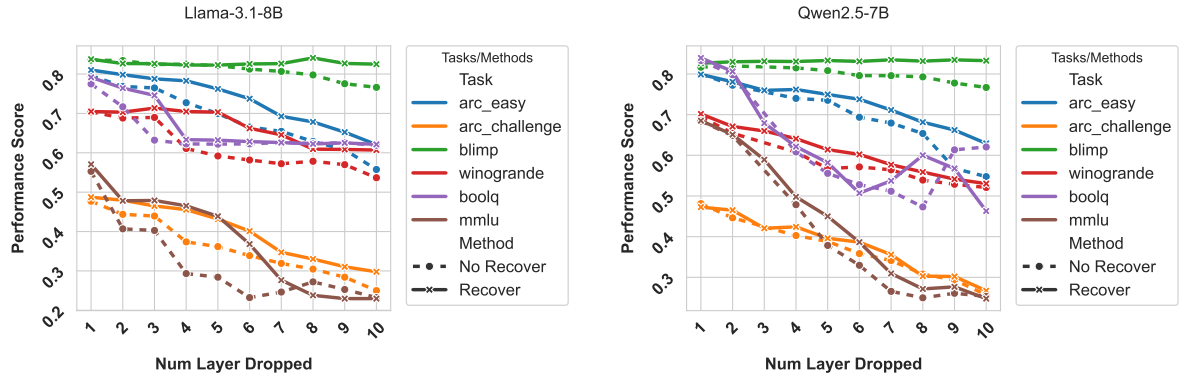 Llama-3.1-8B
Performance Score
0.8
0.7
0.6
0.5
0.4
0.3
0.2
1 2 3 4 5 6 7 8 9 10
Num Layer Dropped
Tasks/Methods
Task
arc_easy
arc_challenge
blimp
winogrande
boolq
mmlu
Method
No Recover
Recover
Qwen2.5-7B
Performance Score
0.8
0.7
0.6
0.5
0.4
0.3
1 2 3 4 5 6 7 8 9 10
Num Layer Dropped
Tasks/Methods
Task
arc_easy
arc_challenge
blimp
winogrande
boolq
mmlu
Method
No Recover
Recover